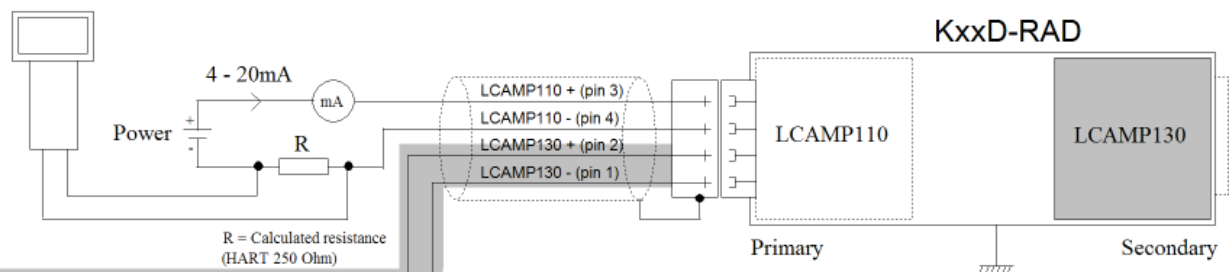 KxxD-RAD
4 - 20mA
mA
LCAMP110 + (pin 3)
LCAMP110 - (pin 4)
LCAMP130 + (pin 2)
LCAMP130 - (pin 1)
Power
+
-
R
LCAMP110
LCAMP130
R = Calculated resistance
(HART 250 Ohm)
Primary
Secondary